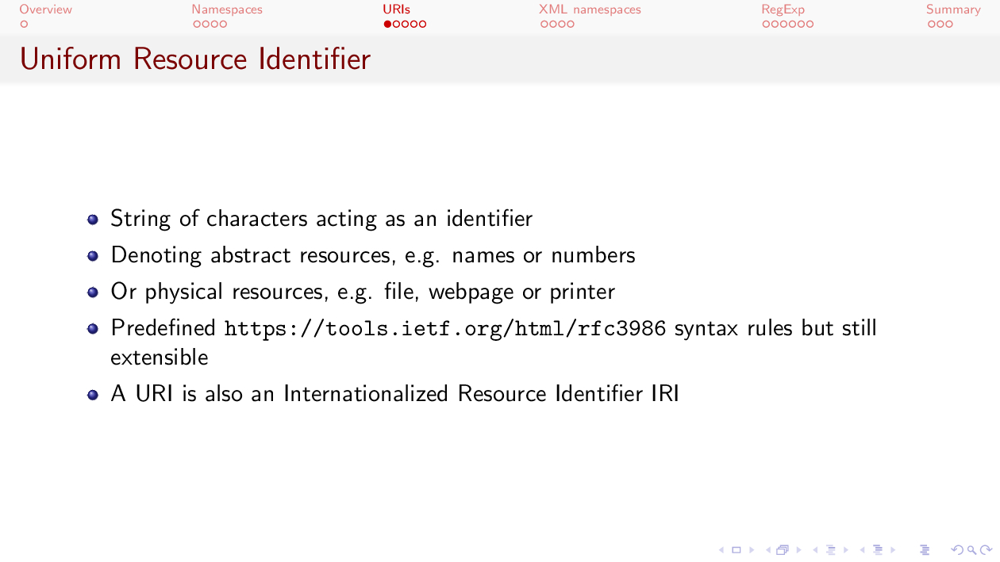 Overview Namespaces URIs XML namespaces RegExp Summary
Uniform Resource Identifier
String of characters acting as an identifier
Denoting abstract resources, e.g. names or numbers
Or physical resources, e.g. file, webpage or printer
Predefined https://tools.ietf.org/html/rfc3986 syntax rules but still
extensible
A URI is also an Internationalized Resource Identifier IRI